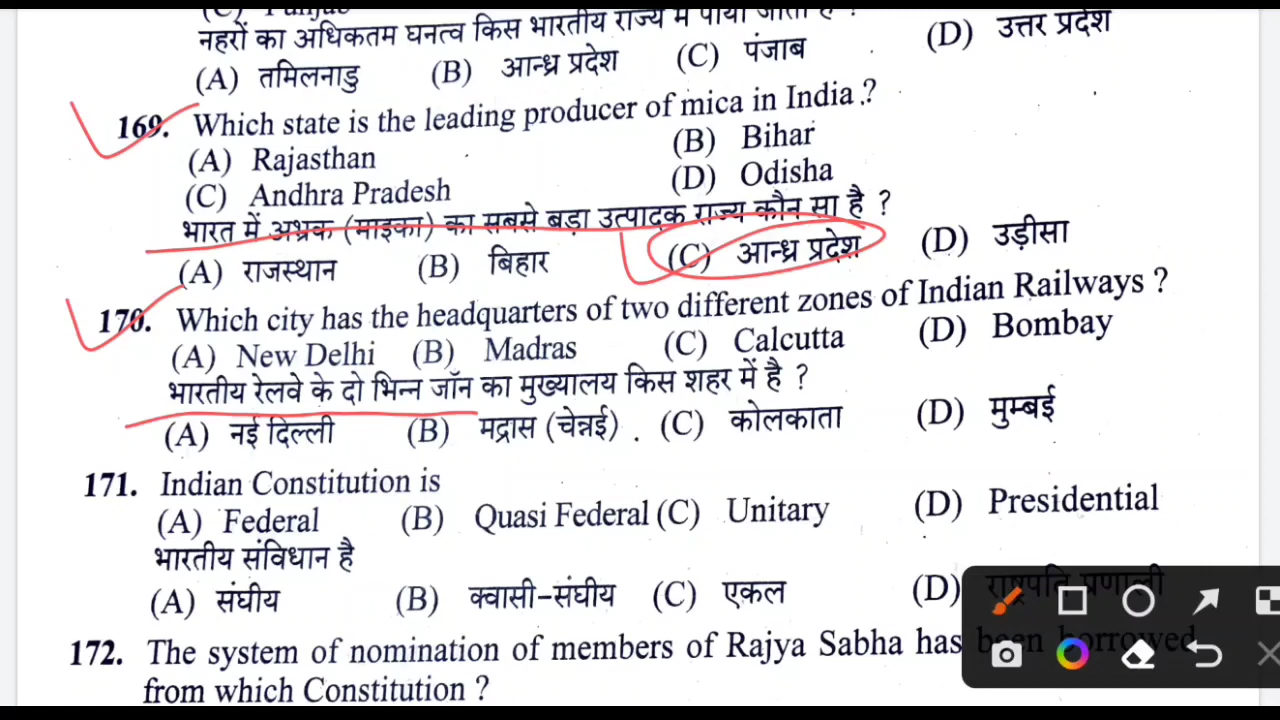 नहरों का अधिकतम घनत्व किस भारतीय राज्य में पाया जाता है ?
(A) तमिलनाडु (B) आन्ध्र प्रदेश (C) पंजाब (D) उत्तर प्रदेश
169. Which state is the leading producer of mica in India ?
(A) Rajasthan (B) Bihar
(C) Andhra Pradesh (D) Odisha
भारत में अभ्रक (माइका) का सबसे बड़ा उत्पादक राज्य कौन सा है ?
(A) राजस्थान (B) बिहार (C) आन्ध्र प्रदेश (D) उड़ीसा
170. Which city has the headquarters of two different zones of Indian Railways ?
(A) New Delhi (B) Madras (C) Calcutta (D) Bombay
भारतीय रेलवे के दो भिन्न जॉन का मुख्यालय किस शहर में है ?
(A) नई दिल्ली (B) मद्रास (चेन्नई) . (C) कोलकाता (D) मुम्बई
171. Indian Constitution is
(A) Federal (B) Quasi Federal (C) Unitary (D) Presidential
भारतीय संविधान है
(A) संघीय (B) क्वासी-संघीय (C) एकल (D) राष्ट्रपति प्रणाली
172. The system of nomination of members of Rajya Sabha has been borrowed
from which Constitution ?